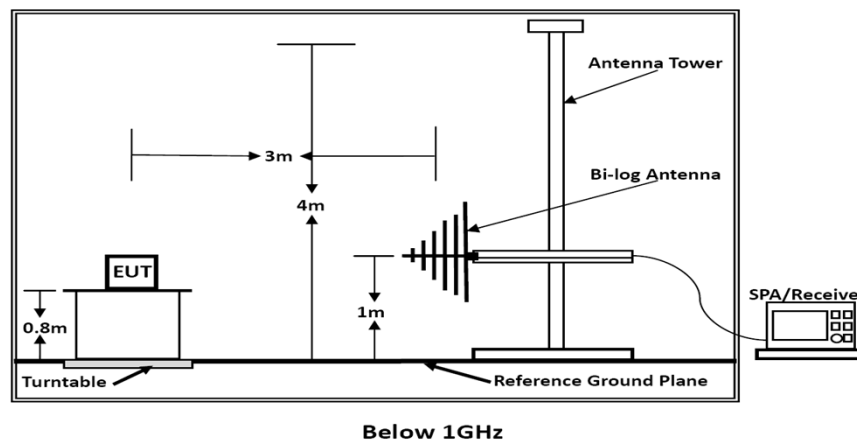 Antenna Tower
3m
Bi-log Antenna
4m
EUT
SPA/Receive
1m
0.8m
Turntable
Reference Ground Plane
Below 1GHz